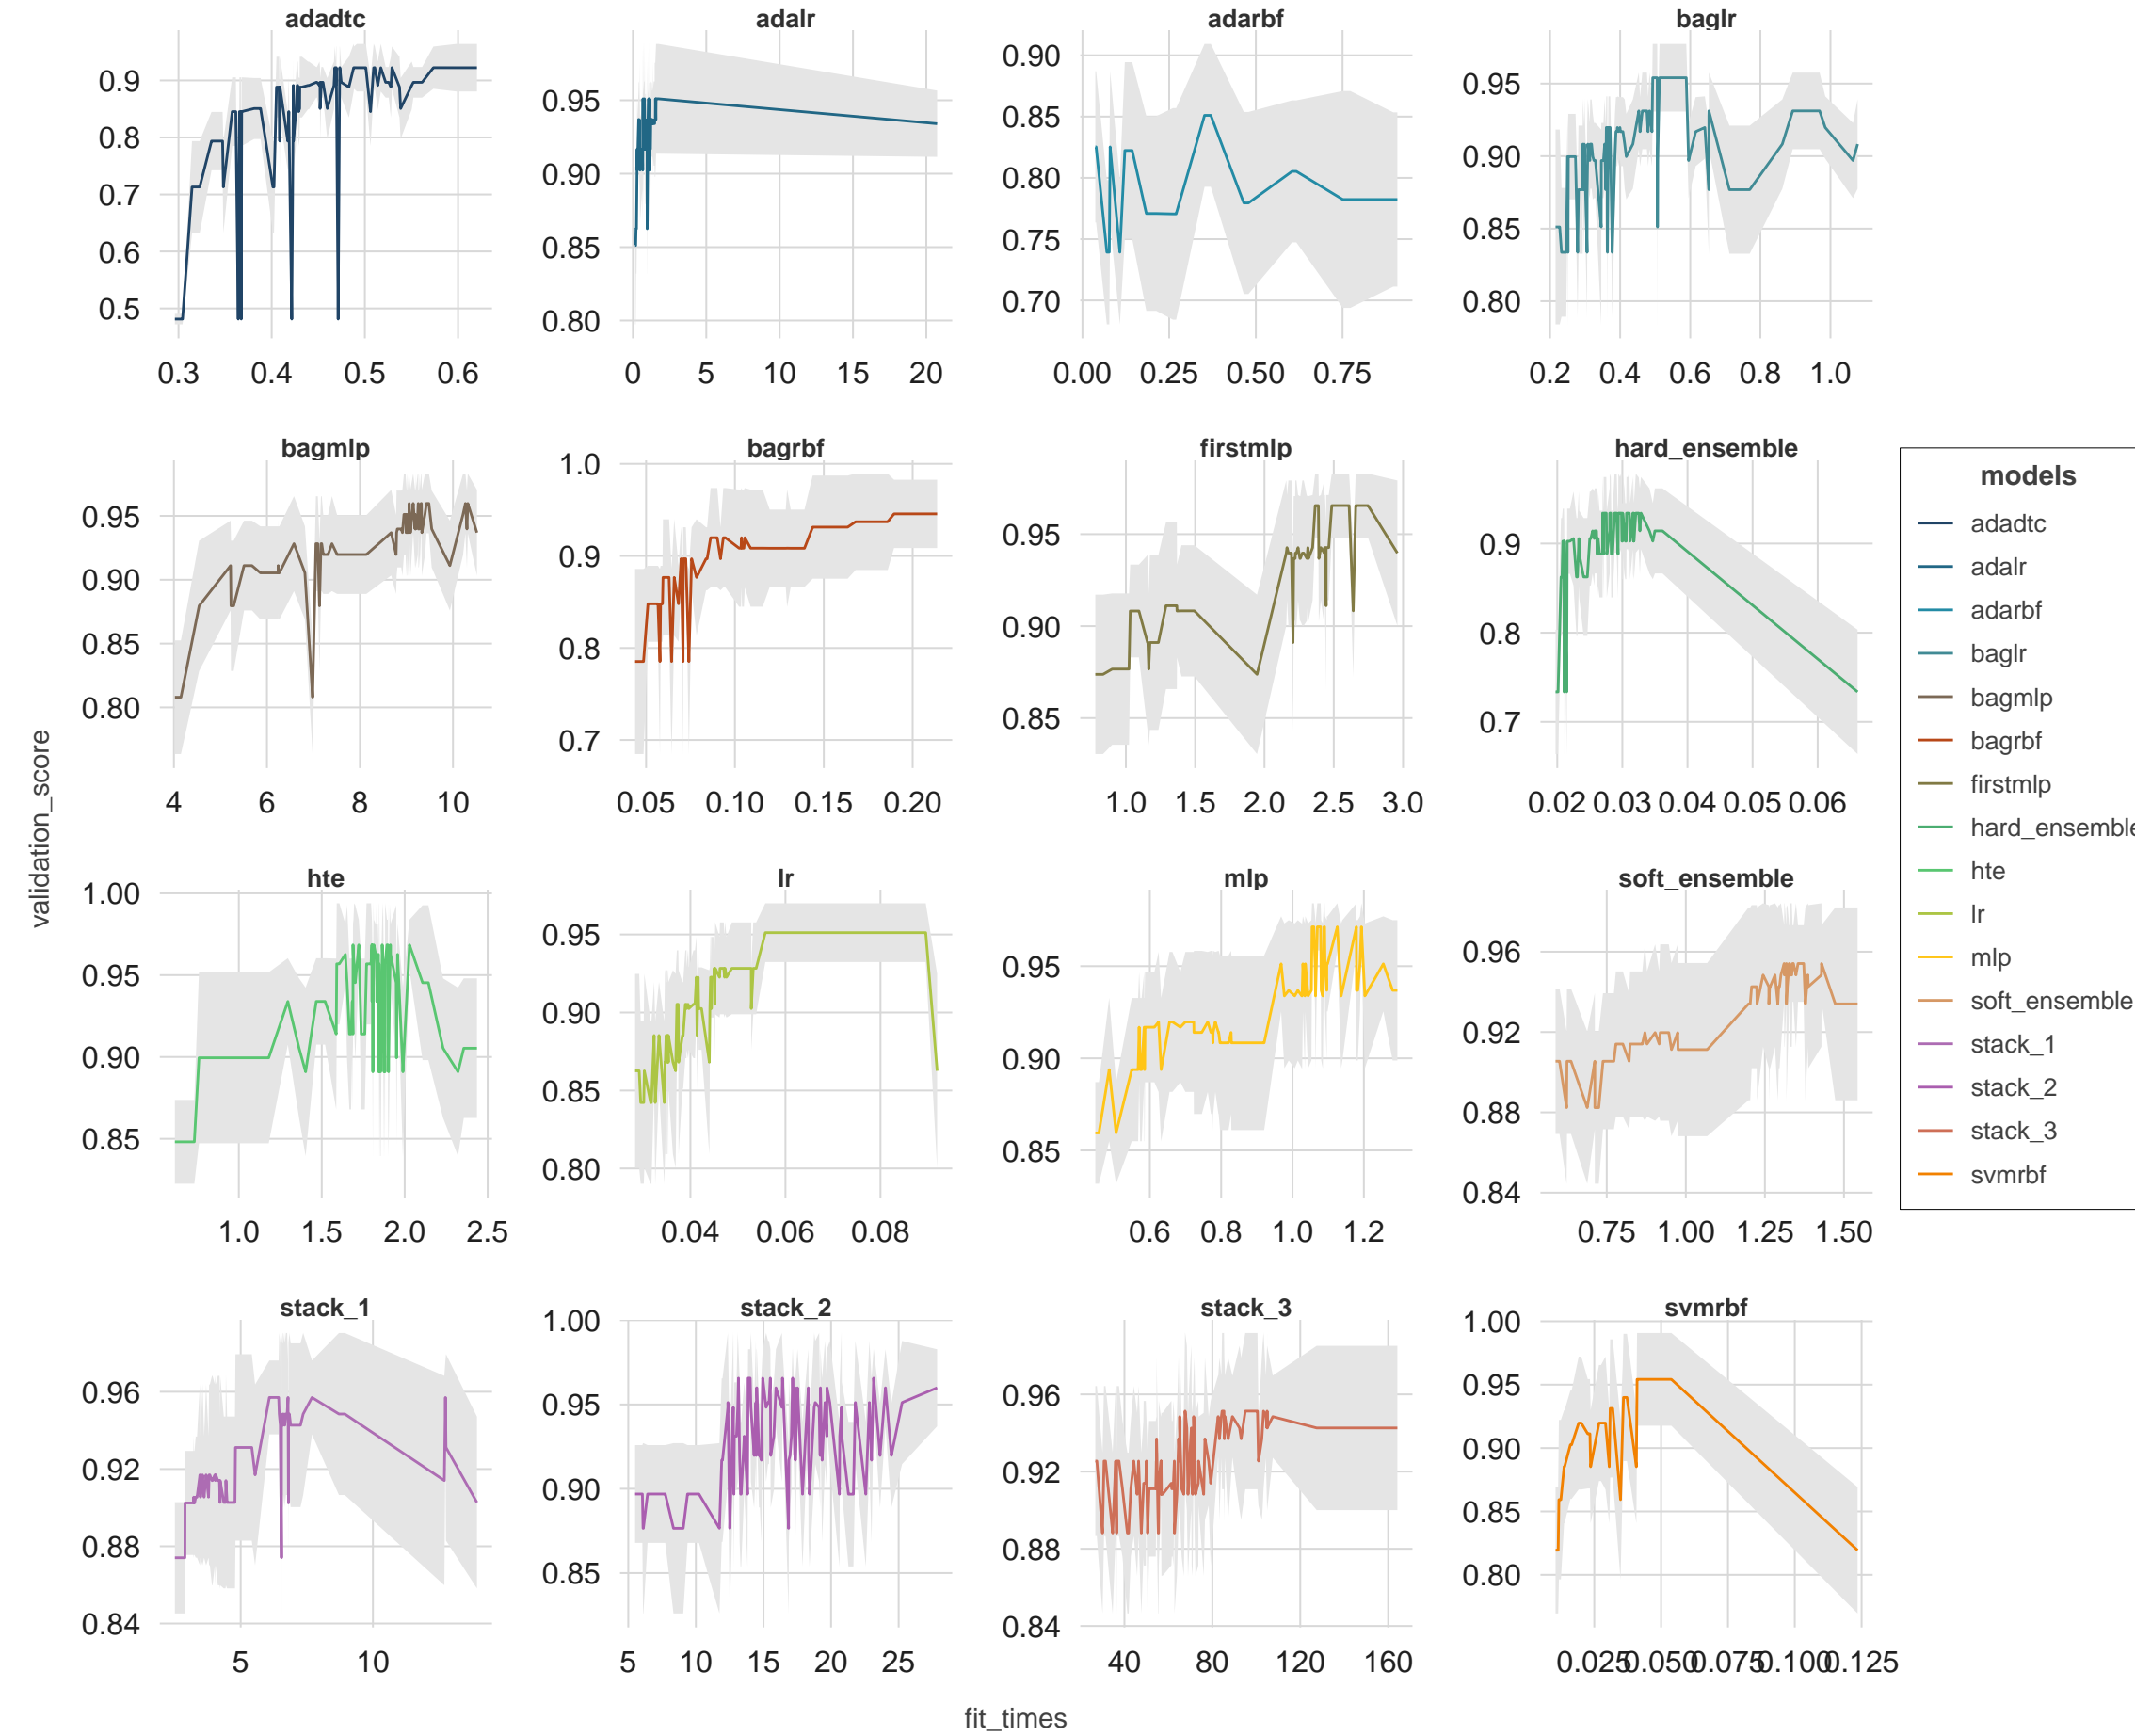 adadtc adalr adarbf baglr
0.9 0.8 0.7 0.6 0.5
0.3 0.4 0.5 0.6
0.95 0.90 0.85 0.80
0 5 10 15 20
0.90 0.85 0.80 0.75 0.70
0.00 0.25 0.50 0.75
0.95 0.90 0.85 0.80
0.2 0.4 0.6 0.8 1.0
bagmlp bagrbf firstmlp hard_ensemble
0.95 0.90 0.85 0.80
4 6 8 10
1.0 0.9 0.8 0.7
0.05 0.10 0.15 0.20
0.95 0.90 0.85
1.0 1.5 2.0 2.5 3.0
0.9 0.8 0.7
0.02 0.03 0.04 0.05 0.06
hte lr mlp soft_ensemble
1.00 0.95 0.90 0.85
1.0 1.5 2.0 2.5
0.95 0.90 0.85 0.80
0.04 0.06 0.08
0.95 0.90 0.85
0.6 0.8 1.0 1.2
0.96 0.92 0.88 0.84
0.75 1.00 1.25 1.50
stack_1 stack_2 stack_3 svmrbf
0.96 0.92 0.88 0.84
5 10
1.00 0.95 0.90 0.85
5 10 15 20 25
0.96 0.92 0.88 0.84
40 80 120 160
1.00 0.95 0.90 0.85 0.80
0.025 0.050 0.075 0.100 0.125
validation_score
fit_times
models
adadtc
adalr
adarbf
baglr
bagmlp
bagrbf
firstmlp
hard_ensemble
hte
lr
mlp
soft_ensemble
stack_1
stack_2
stack_3
svmrbf